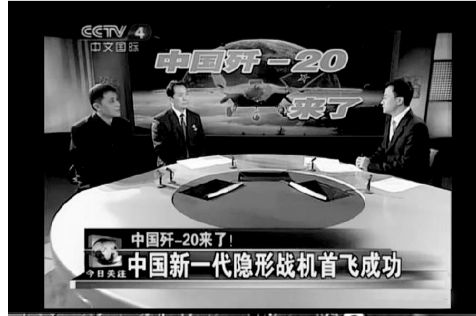 CCTV 4
中文国际
中国歼-20
来了
中国歼-20来了!
今日关注
中国新一代隐形战机首飞成功